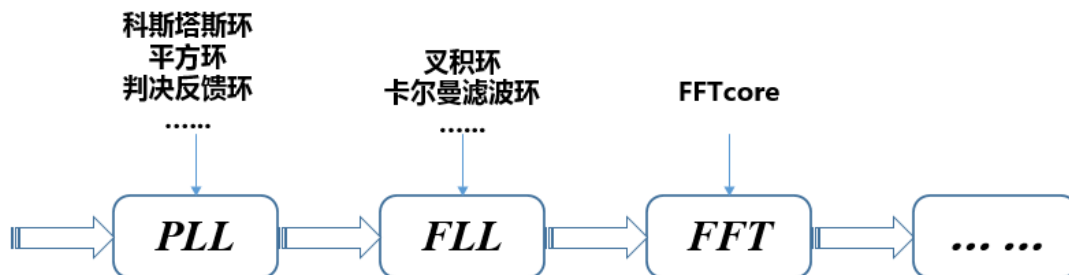 科斯塔斯环
平方环
判决反馈环
……
叉积环
卡尔曼滤波环
……
FFTcore
PLL
FLL
FFT
… …